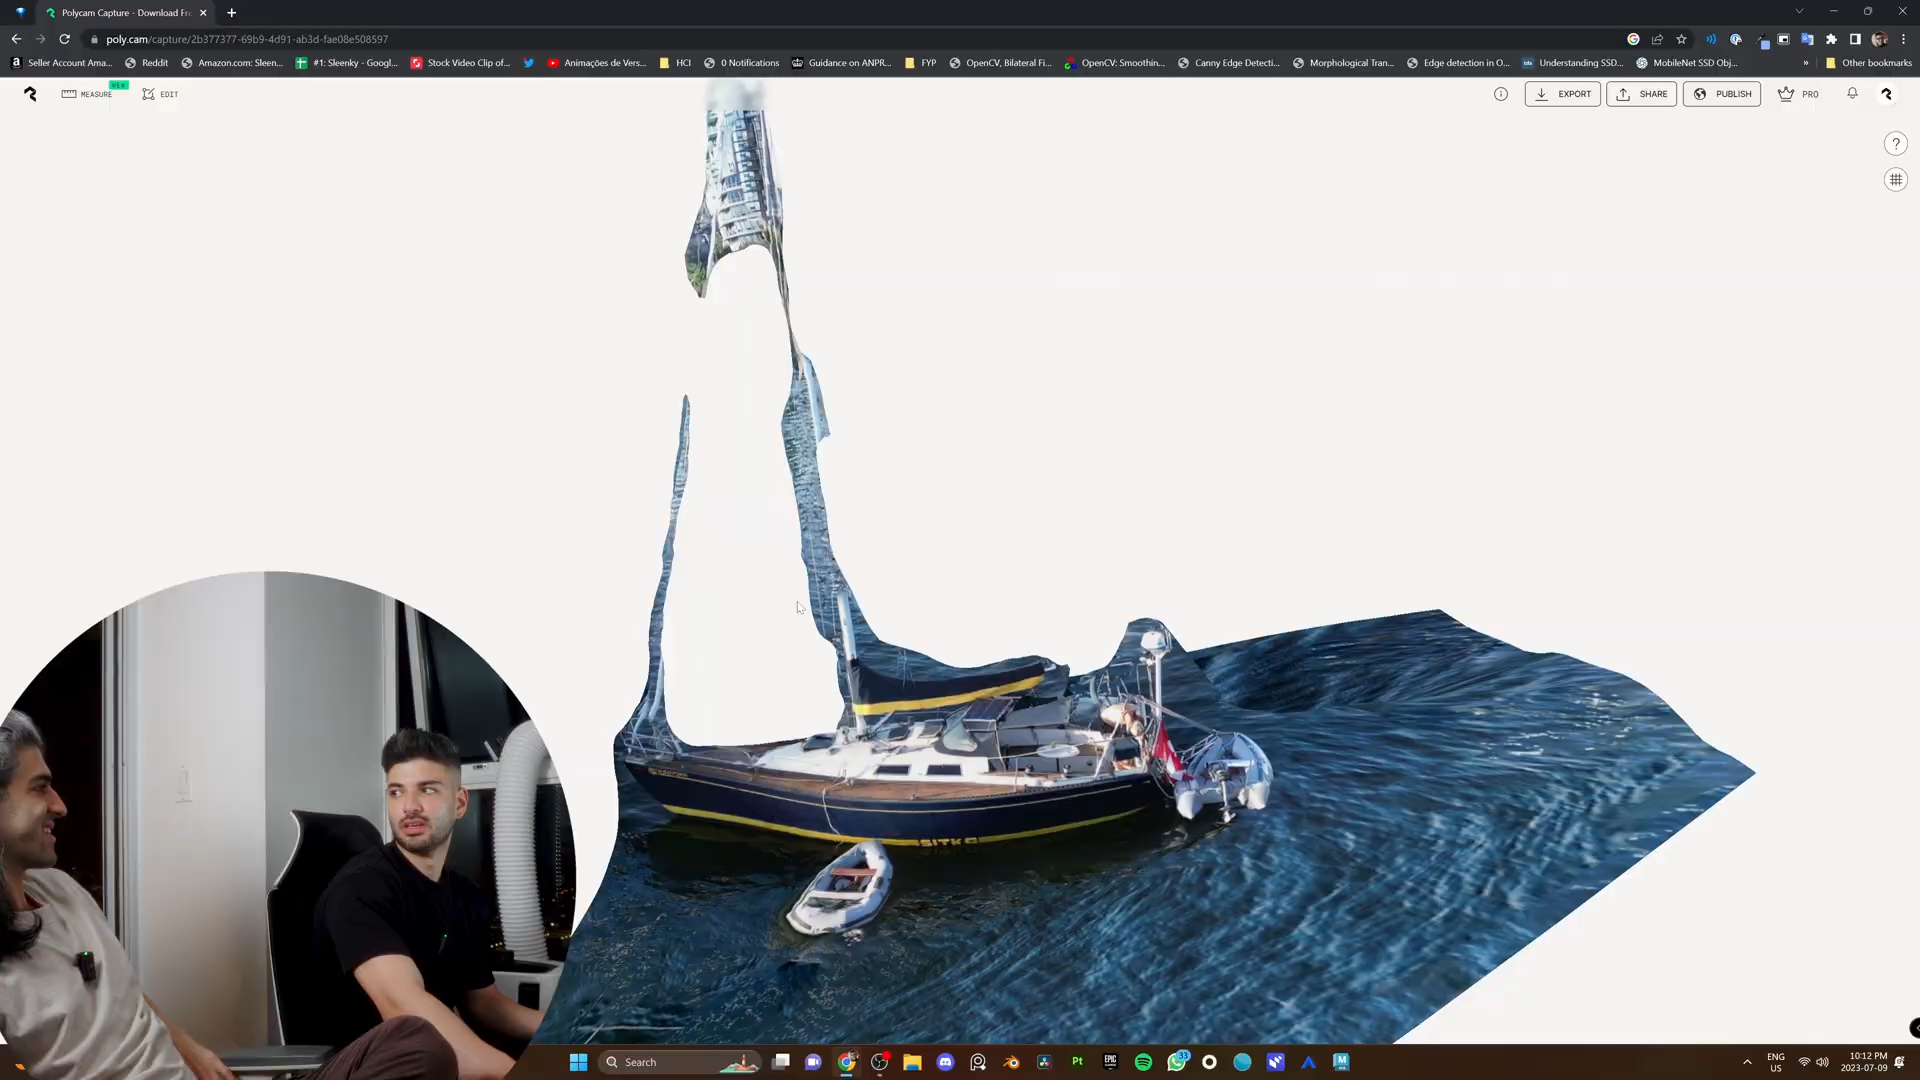 Polycam Capture - Download Fr
poly.cam/capture/2b377377-69b9-4d91-ab3d-fae08e508597
Seller Account Ama...
Reddit
Amazon.com: Sleen...
#1: Sleenky - Googl...
Stock Video Clip of...
Animações de Vers...
HCI
0 Notifications
Guidance on ANPR...
FYP
OpenCV, Bilateral Fi...
OpenCV: Smoothin...
Canny Edge Detecti...
Morphological Tran...
Edge detection in O...
Understanding SSD...
MobileNet SSD Obj...
»
Other bookmarks
MEASURE
EDIT
EXPORT
SHARE
PUBLISH
PRO
?
SITKA
Search
Pt
EPIC
33
M
ENG
US
10:12 PM
2023-07-09